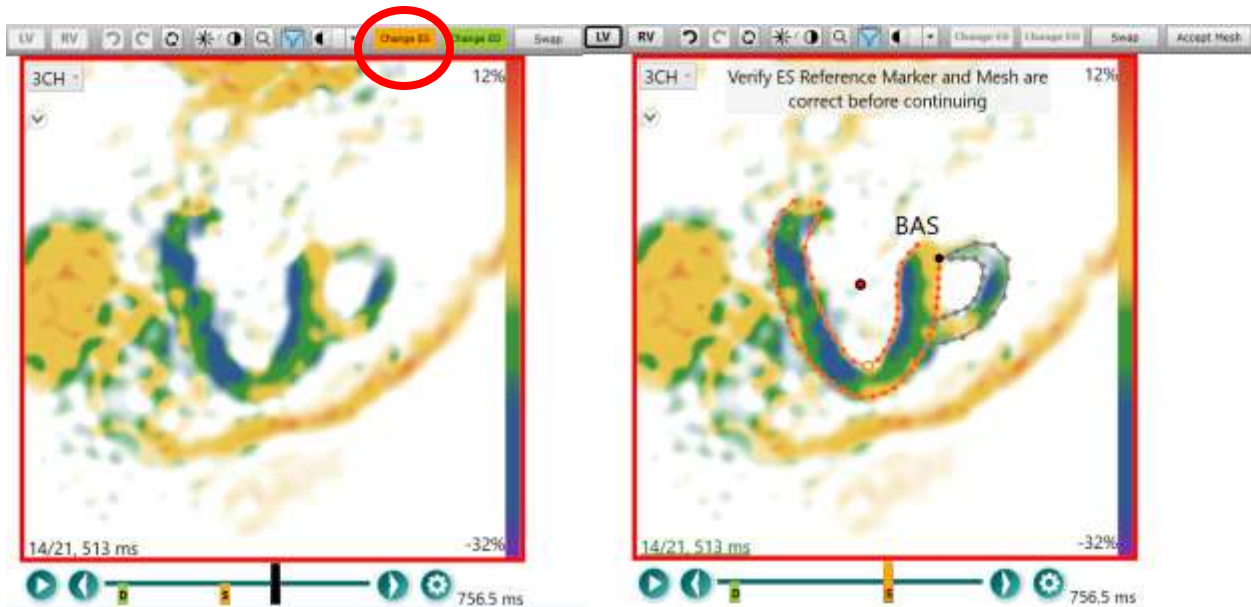 LV RV Change ES Change ED Swap
LV RV Change ES Change ED Swap Accept Mesh
3CH 12%
14/21, 513 ms -32%
D S 756.5 ms
3CH Verify ES Reference Marker and Mesh are 12%
correct before continuing
BAS
14/21, 513 ms -32%
D S 756.5 ms